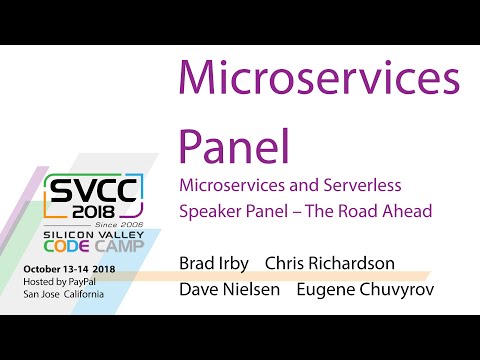 Microservices
Panel
Microservices and Serverless
Speaker Panel – The Road Ahead
SVCC
2018
Since 2006
SILICON VALLEY
CODE CAMP
October 13-14 2018
Hosted by PayPal
San Jose California
Brad Irby Chris Richardson
Dave Nielsen Eugene Chuvyrov